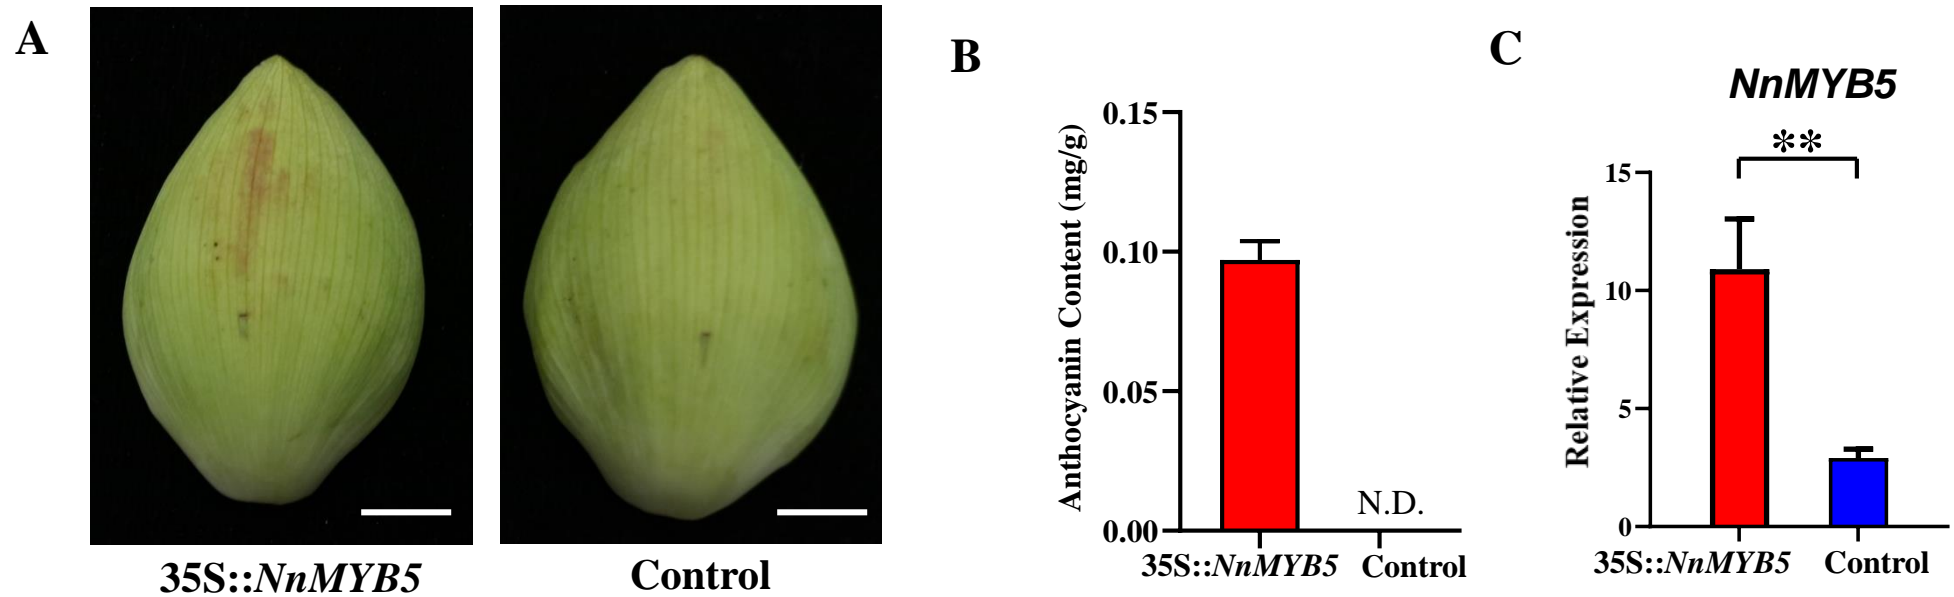 A
35S::NnMYB5
Control
B
Anthocyanin Content (mg/g)
0.15
0.10
0.05
0.00
N.D.
35S::NnMYB5
Control
C
NnMYB5
**
Relative Expression
15
10
5
0
35S::NnMYB5
Control